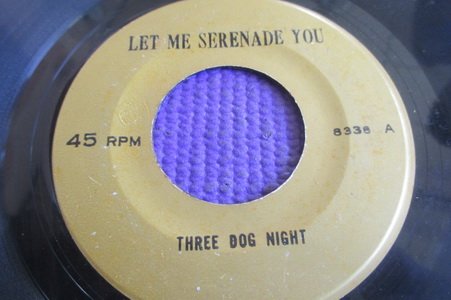 LET ME SERENADE YOU
45 RPM
8338 A
THREE DOG NIGHT